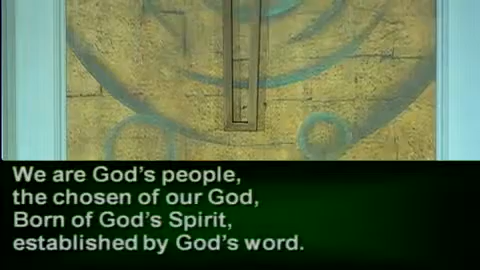 We are God's people,
the chosen of our God,
Born of God's Spirit,
established by God's word.